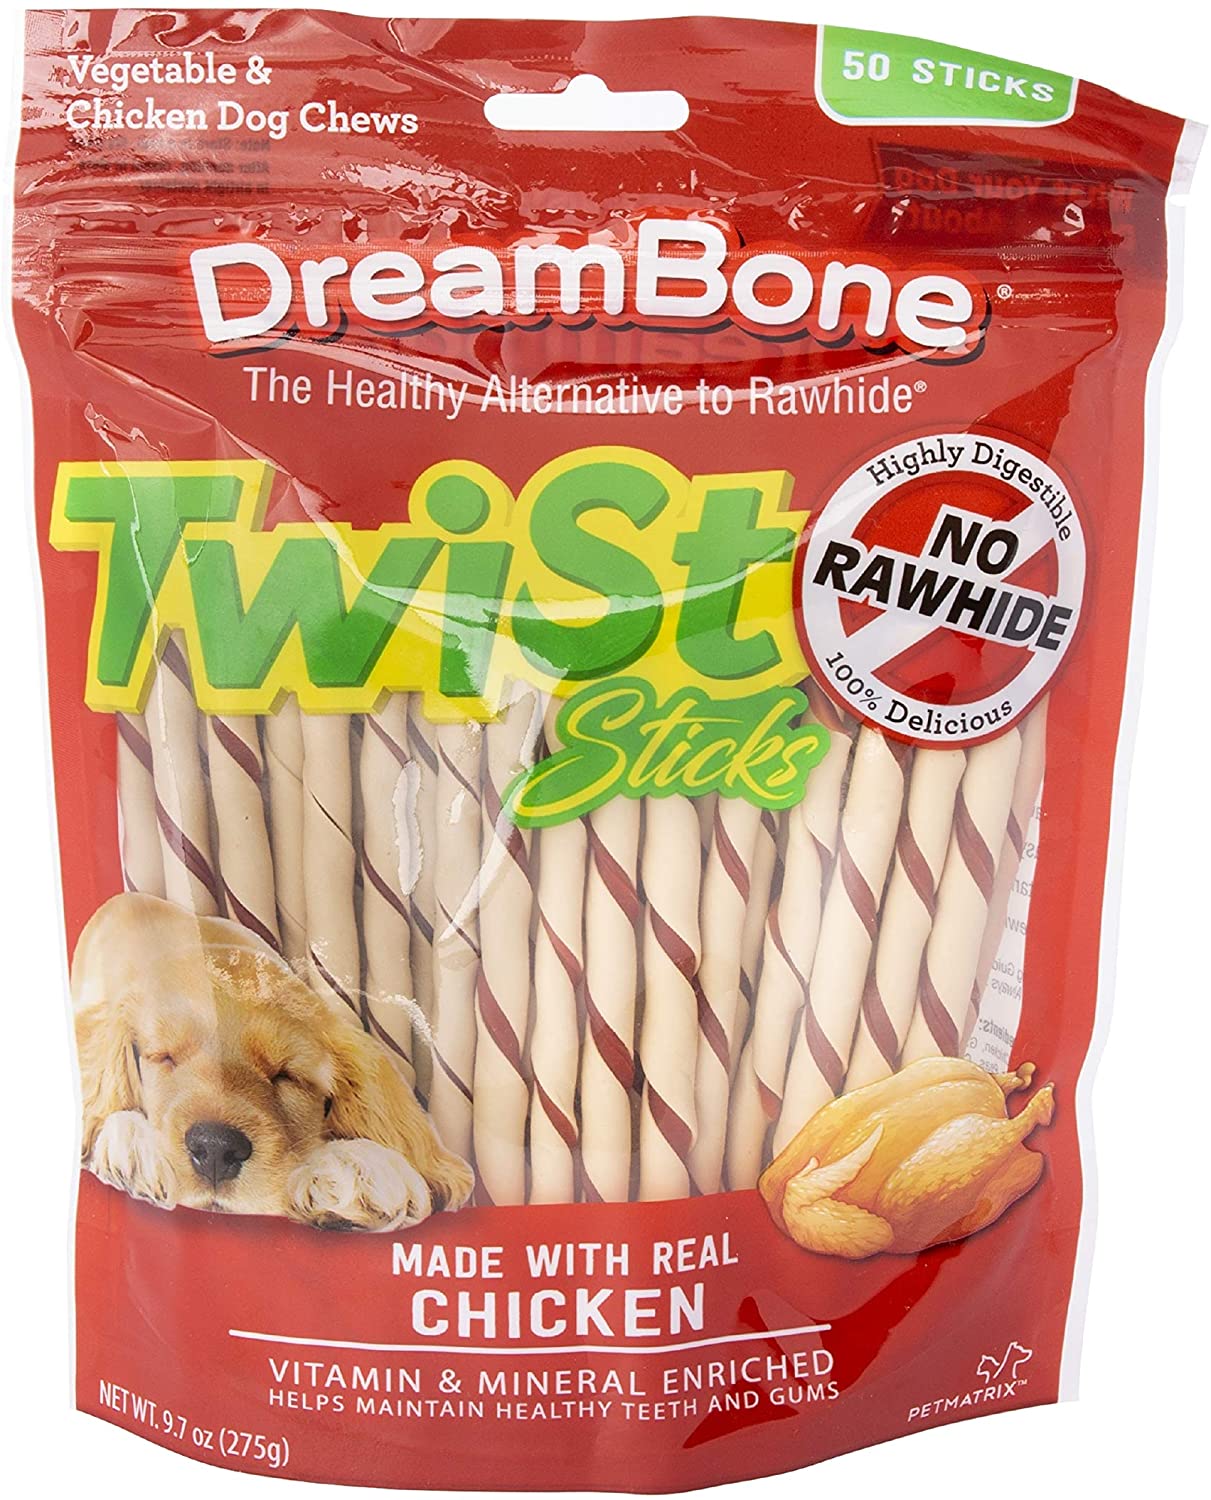 Vegetable &
Chicken Dog Chews
50 STICKS
DreamBone®
The Healthy Alternative to Rawhide®
TwiSt
Sticks
Highly Digestible
NO
RAWHIDE
100% Delicious
MADE WITH REAL
CHICKEN
VITAMIN & MINERAL ENRICHED
HELPS MAINTAIN HEALTHY TEETH AND GUMS
NET WT. 9.7 oz (275g)
PETMATRIX™